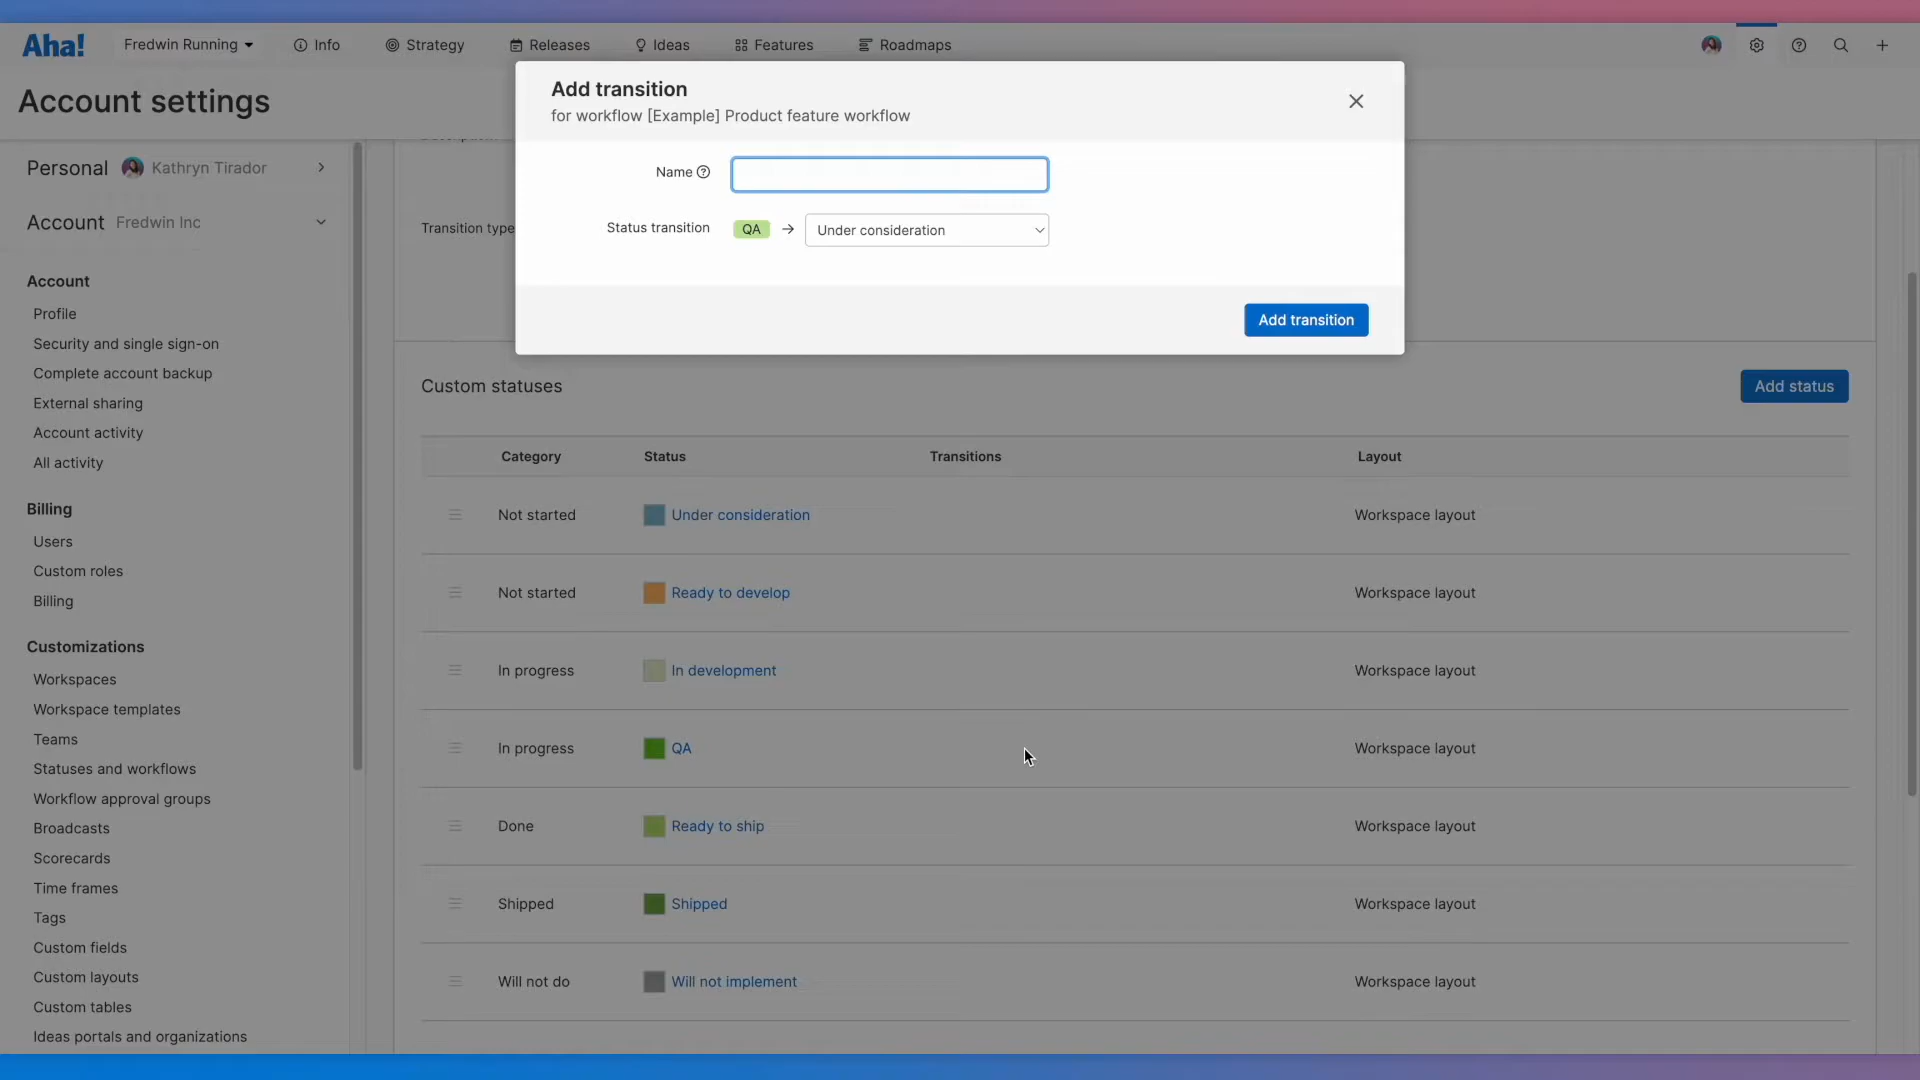 Aha!
Fredwin Running
Info
Strategy
Releases
Ideas
Features
Roadmaps
Account settings
Add transition
for workflow [Example] Product feature workflow
Name
Status transition
QA
Under consideration
Add transition
Personal
Kathryn Tirador
Account
Fredwin Inc
Account
Profile
Security and single sign-on
Complete account backup
External sharing
Account activity
All activity
Billing
Users
Custom roles
Billing
Customizations
Workspaces
Workspace templates
Teams
Statuses and workflows
Workflow approval groups
Broadcasts
Scorecards
Time frames
Tags
Custom fields
Custom layouts
Custom tables
Ideas portals and organizations
Transition type
Custom statuses
Add status
Category Status Transitions Layout
Not started Under consideration Workspace layout
Not started Ready to develop Workspace layout
In progress In development Workspace layout
In progress QA Workspace layout
Done Ready to ship Workspace layout
Shipped Shipped Workspace layout
Will not do Will not implement Workspace layout